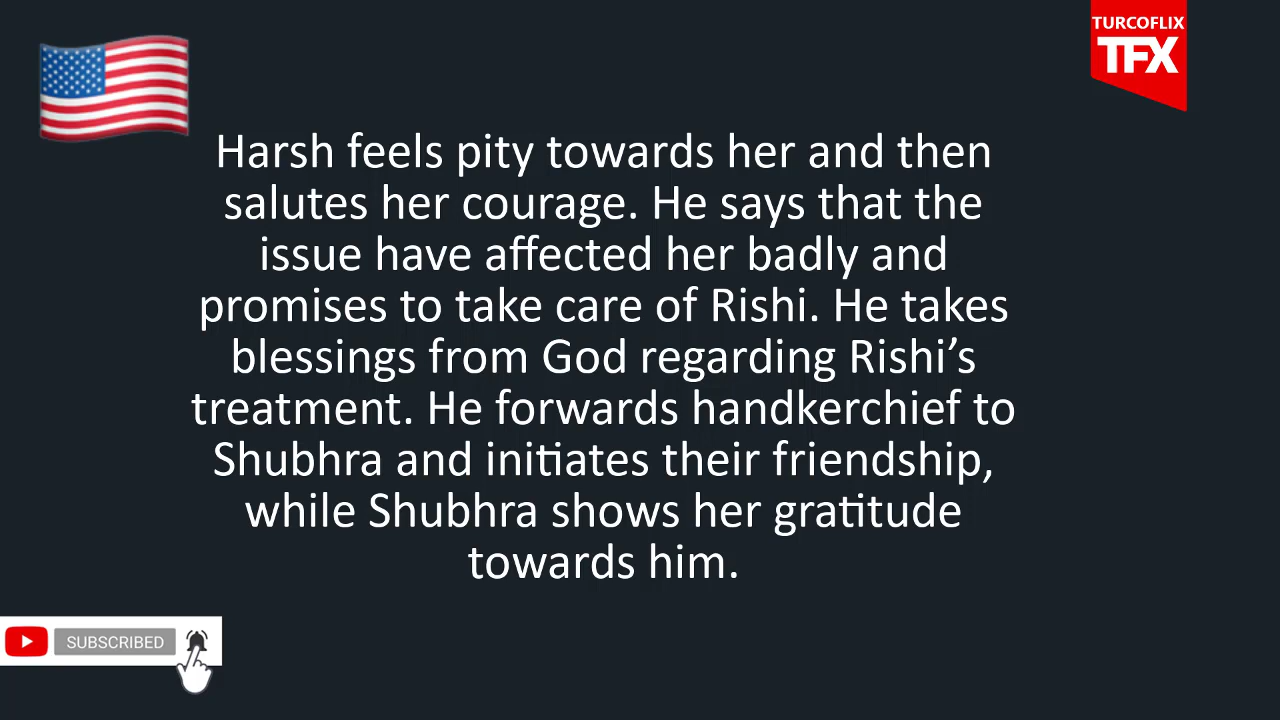 TURCOFLIX
TFX
Harsh feels pity towards her and then
salutes her courage. He says that the
issue have affected her badly and
promises to take care of Rishi. He takes
blessings from God regarding Rishi’s
treatment. He forwards handkerchief to
Shubhra and initiates their friendship,
while Shubhra shows her gratitude
towards him.
SUBSCRIBED